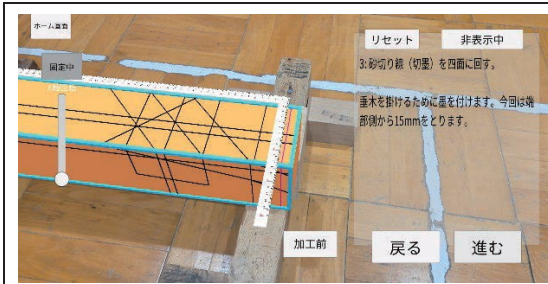 ホーム画面
固定中
リセット
非表示中
3:砂切り線（切墨）を四面に回す。
垂木を掛けるために墨を付けます。今回は端
部側から15mmをとります。
加工前
戻る
進む